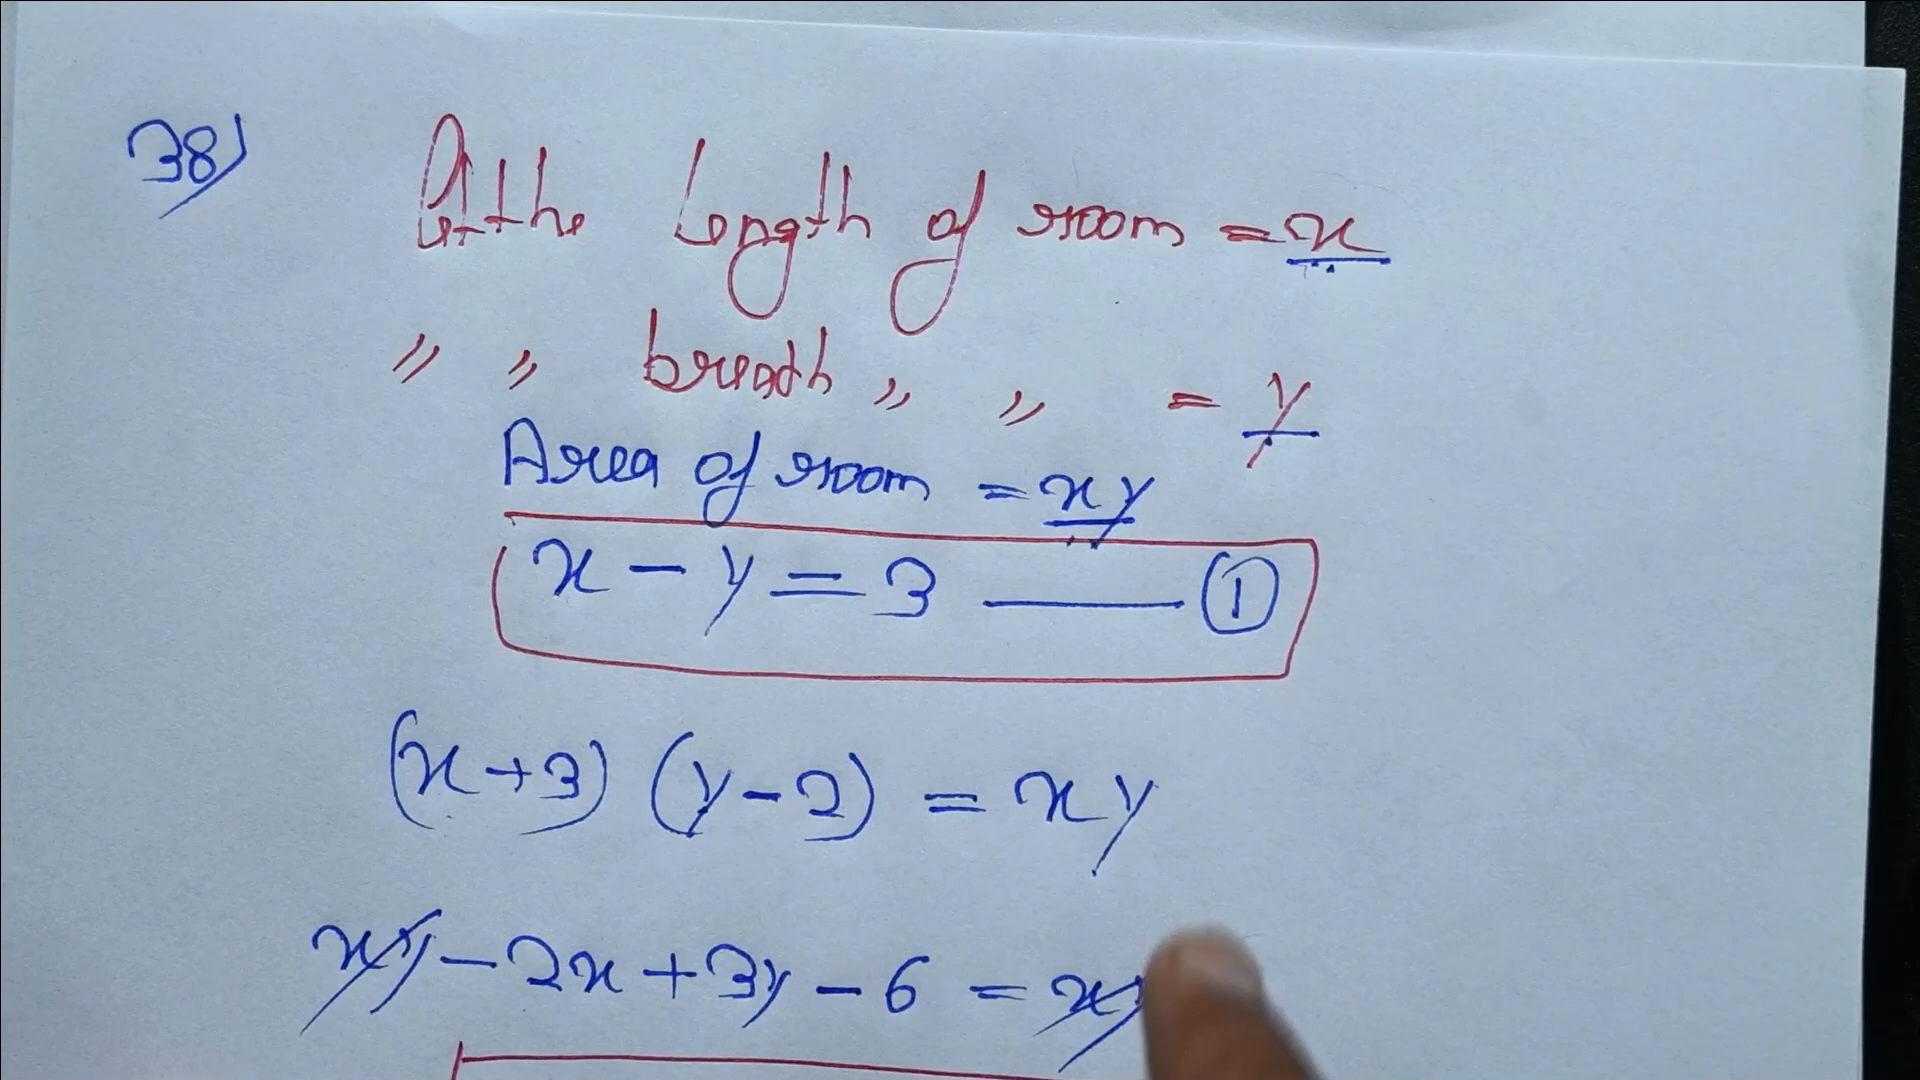 38)
Let the Length of room = x
" " breath " " = y
Area of room = xy
x - y = 3 —— ①
(x+3) (y-2) = xy
xy - 2x + 3y - 6 = xy